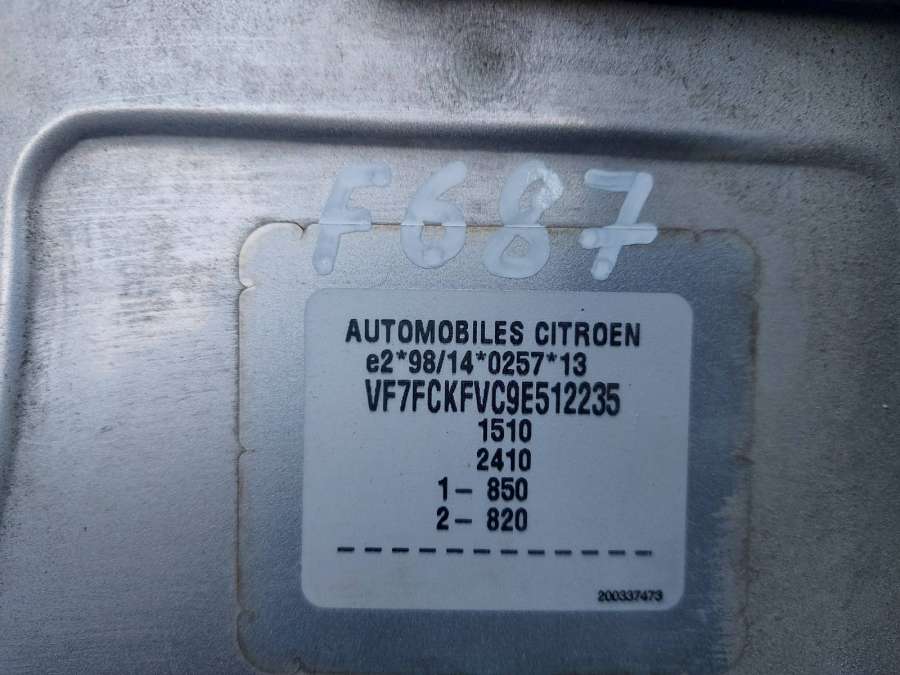 F687
AUTOMOBILES CITROEN
e2*98/14*0257*13
VF7FCKFVC9E512235
1510
2410
1- 850
2- 820
200337473